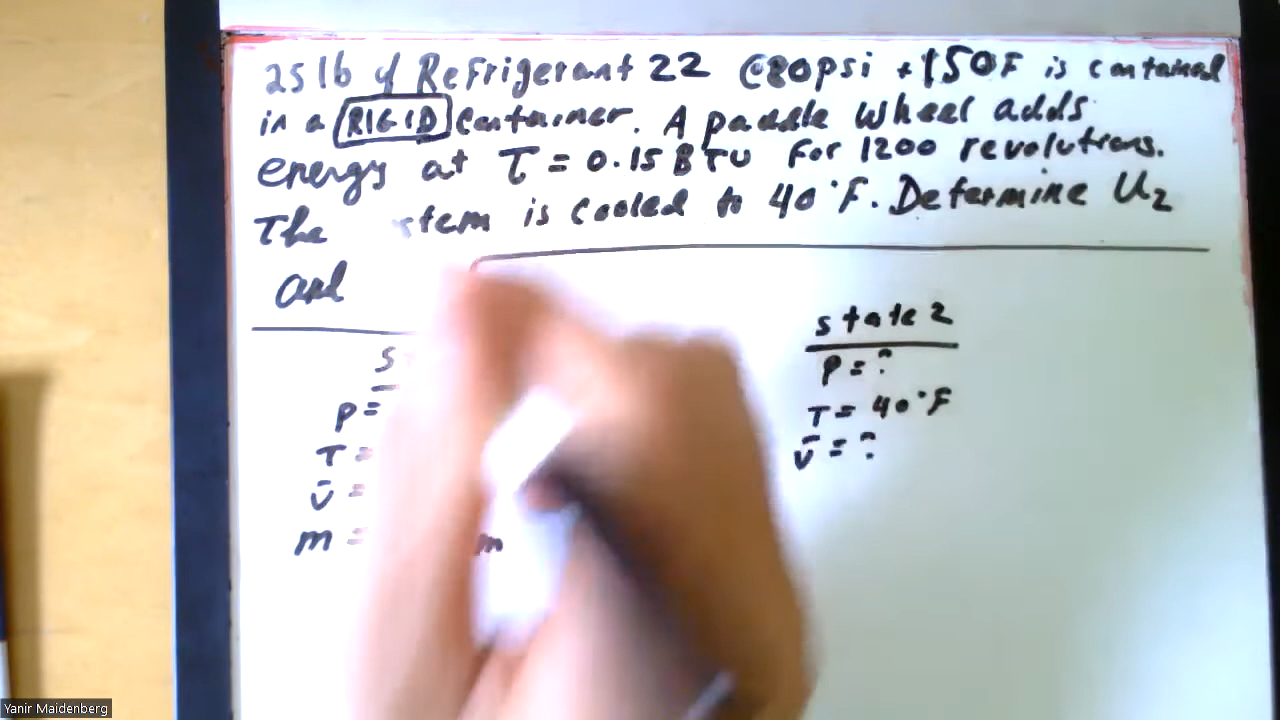 25 lb of Refrigerant 22 @80psi + 150F is contained
in a RIGID container. A paddle wheel adds
energy at τ = 0.15 BTU for 1200 revolutions.
The stem is cooled to 40°F. Determine U2
and
state 2
P = ?
P =
T = 40°F
T =
v̄ = ?
v̄ =
m = m
Yanir Maidenberg